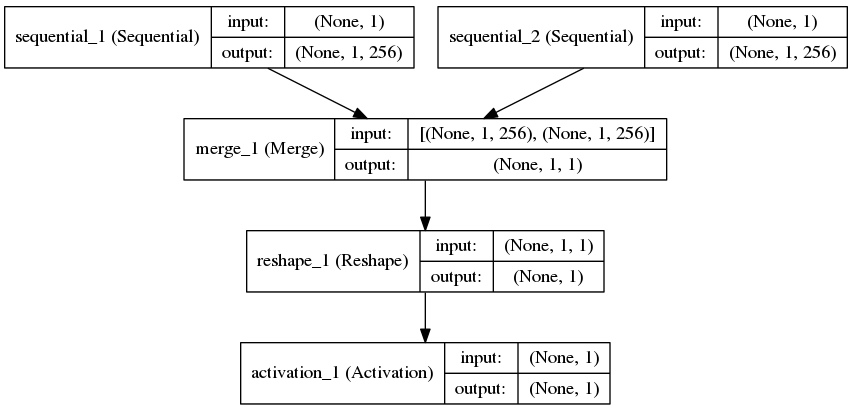 sequential_1 (Sequential)
input:
(None, 1)
output:
(None, 1, 256)
sequential_2 (Sequential)
input:
(None, 1)
output:
(None, 1, 256)
merge_1 (Merge)
input:
[(None, 1, 256), (None, 1, 256)]
output:
(None, 1, 1)
reshape_1 (Reshape)
input:
(None, 1, 1)
output:
(None, 1)
activation_1 (Activation)
input:
(None, 1)
output:
(None, 1)